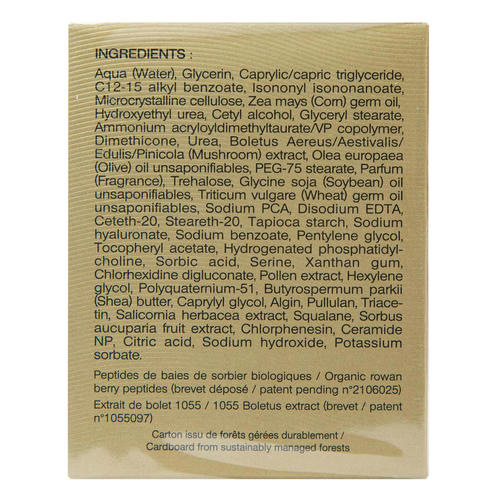 INGREDIENTS :
Aqua (Water), Glycerin, Caprylic/capric triglyceride,
C12-15 alkyl benzoate, Isononyl isononanoate,
Microcrystalline cellulose, Zea mays (Corn) germ oil,
Hydroxyethyl urea, Cetyl alcohol, Glyceryl stearate,
Ammonium acryloyldimethyltaurate/VP copolymer,
Dimethicone, Urea, Boletus Aereus/Aestivalis/
Edulis/Pinicola (Mushroom) extract, Olea europaea
(Olive) oil unsaponifiables, PEG-75 stearate, Parfum
(Fragrance), Trehalose, Glycine soja (Soybean) oil
unsaponifiables, Triticum vulgare (Wheat) germ oil
unsaponifiables, Sodium PCA, Disodium EDTA,
Ceteth-20, Steareth-20, Tapioca starch, Sodium
hyaluronate, Sodium benzoate, Pentylene glycol,
Tocopheryl acetate, Hydrogenated phosphatidyl-
choline, Sorbic acid, Serine, Xanthan gum,
Chlorhexidine digluconate, Pollen extract, Hexylene
glycol, Polyquaternium-51, Butyrospermum parkii
(Shea) butter, Caprylyl glycol, Algin, Pullulan, Triace-
tin, Salicornia herbacea extract, Squalane, Sorbus
aucuparia fruit extract, Chlorphenesin, Ceramide
NP, Citric acid, Sodium hydroxide, Potassium
sorbate.
Peptides de baies de sorbier biologiques / Organic rowan
berry peptides (brevet déposé / patent pending n°2106025)
Extrait de bolet 1055 / 1055 Boletus extract (brevet / patent
n°1055097)
Carton issu de forêts gérées durablement /
Cardboard from sustainably managed forests